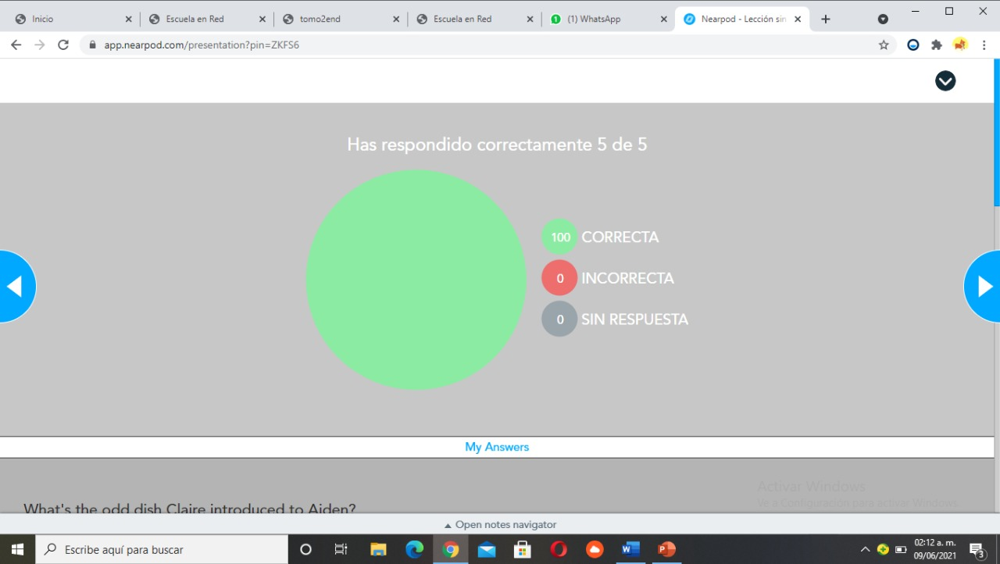 Inicio
Escuela en Red
tomo2end
Escuela en Red
1
(1) WhatsApp
Nearpod - Lección sin
app.nearpod.com/presentation?pin=ZKFS6
Has respondido correctamente 5 de 5
100 CORRECTA
0 INCORRECTA
0 SIN RESPUESTA
My Answers
Activar Windows
Ve a Configuración para activar Windows.
What's the odd dish Claire introduced to Aiden?
Open notes navigator
Escribe aquí para buscar
W
P
02:12 a. m.
09/06/2021
3